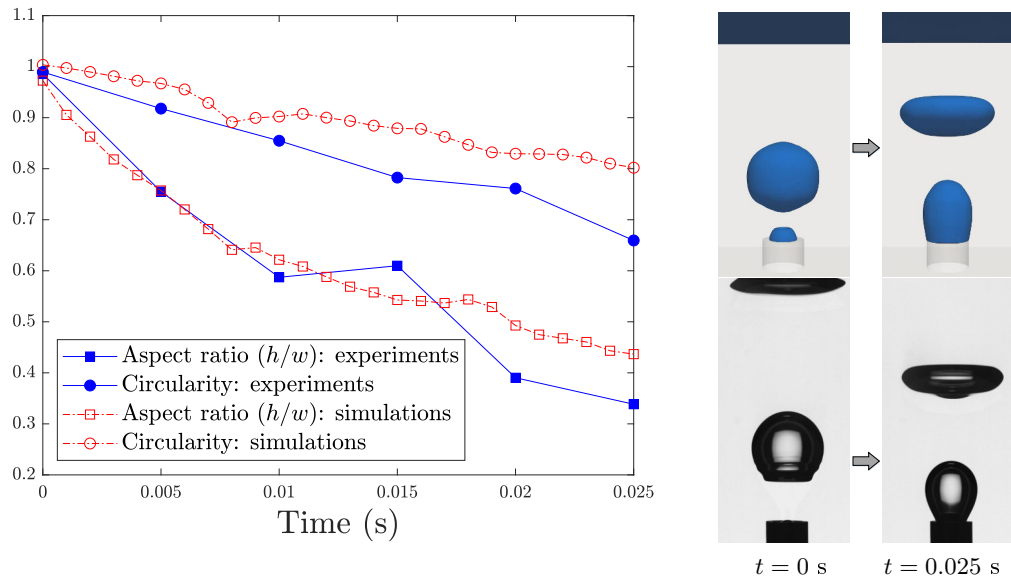 1.1
1
0.9
0.8
0.7
0.6
0.5
0.4
0.3
0.2
Aspect ratio (h/w): experiments
Circularity: experiments
Aspect ratio (h/w): simulations
Circularity: simulations
0 0.005 0.01 0.015 0.02 0.025
Time (s)
t = 0 s
t = 0.025 s